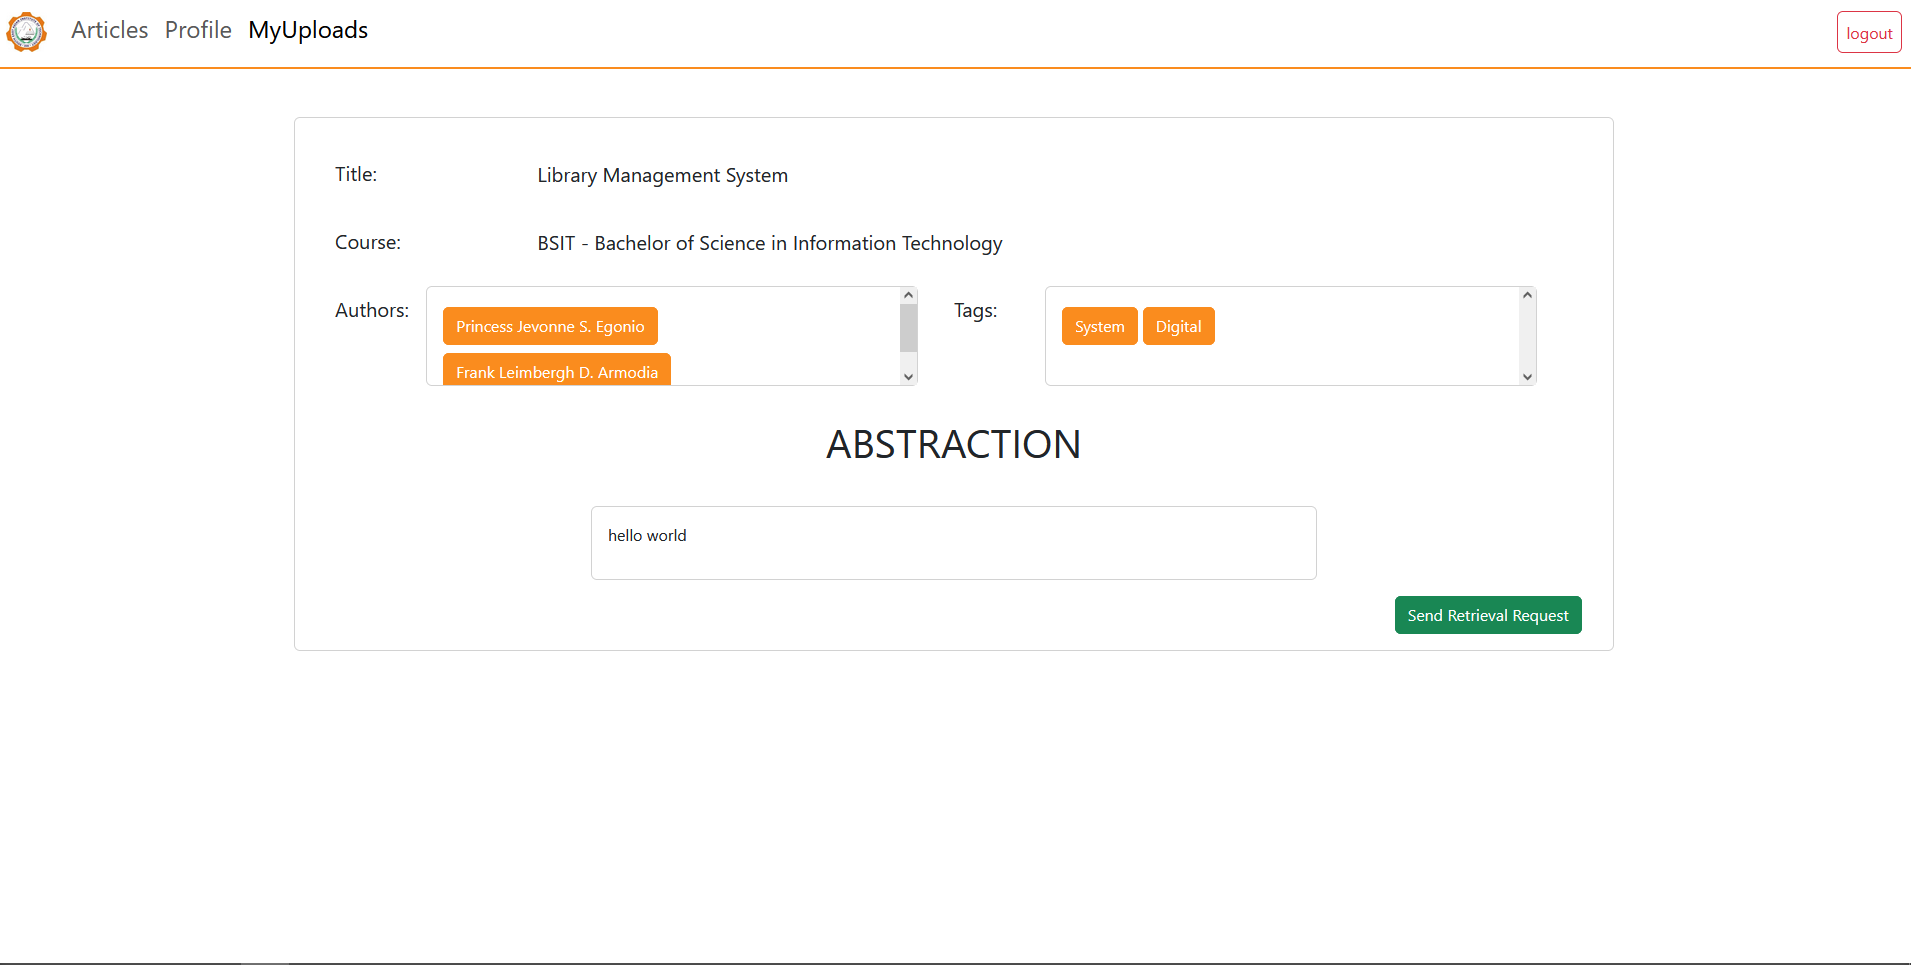 Articles Profile MyUploads
logout
Title: Library Management System
Course: BSIT - Bachelor of Science in Information Technology
Authors: Princess Jevonne S. Egonio
Frank Leimbergh D. Armodia
Tags: System Digital
ABSTRACTION
hello world
Send Retrieval Request